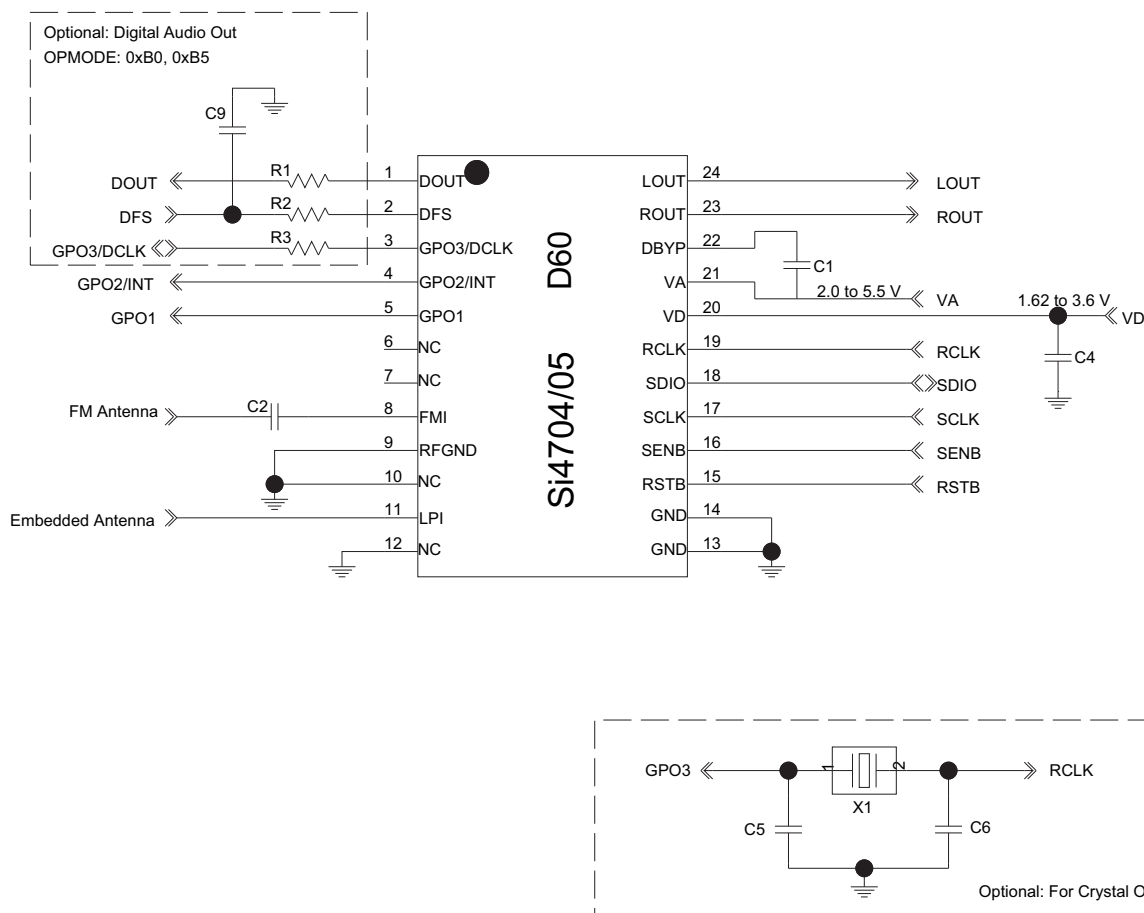 Optional: Digital Audio Out
OPMODE: 0xB0, 0xB5
C9
DOUT
R1
1
DOUT
DFS
R2
2
DFS
GPO3/DCLK
R3
3
GPO3/DCLK
GPO2/INT
4
GPO2/INT
GPO1
5
GPO1
6
NC
7
NC
FM Antenna
C2
8
FMI
9
RFGND
10
NC
Embedded Antenna
11
LPI
12
NC
Si4704/05 D60
LOUT
24
LOUT
ROUT
23
ROUT
DBYP
22
C1
VA
21
2.0 to 5.5 V
VA
VD
20
1.62 to 3.6 V
VD
C4
RCLK
19
RCLK
SDIO
18
SDIO
SCLK
17
SCLK
SENB
16
SENB
RSTB
15
RSTB
GND
14
GND
13
GPO3
1
2
RCLK
X1
C5
C6
Optional: For Crystal O